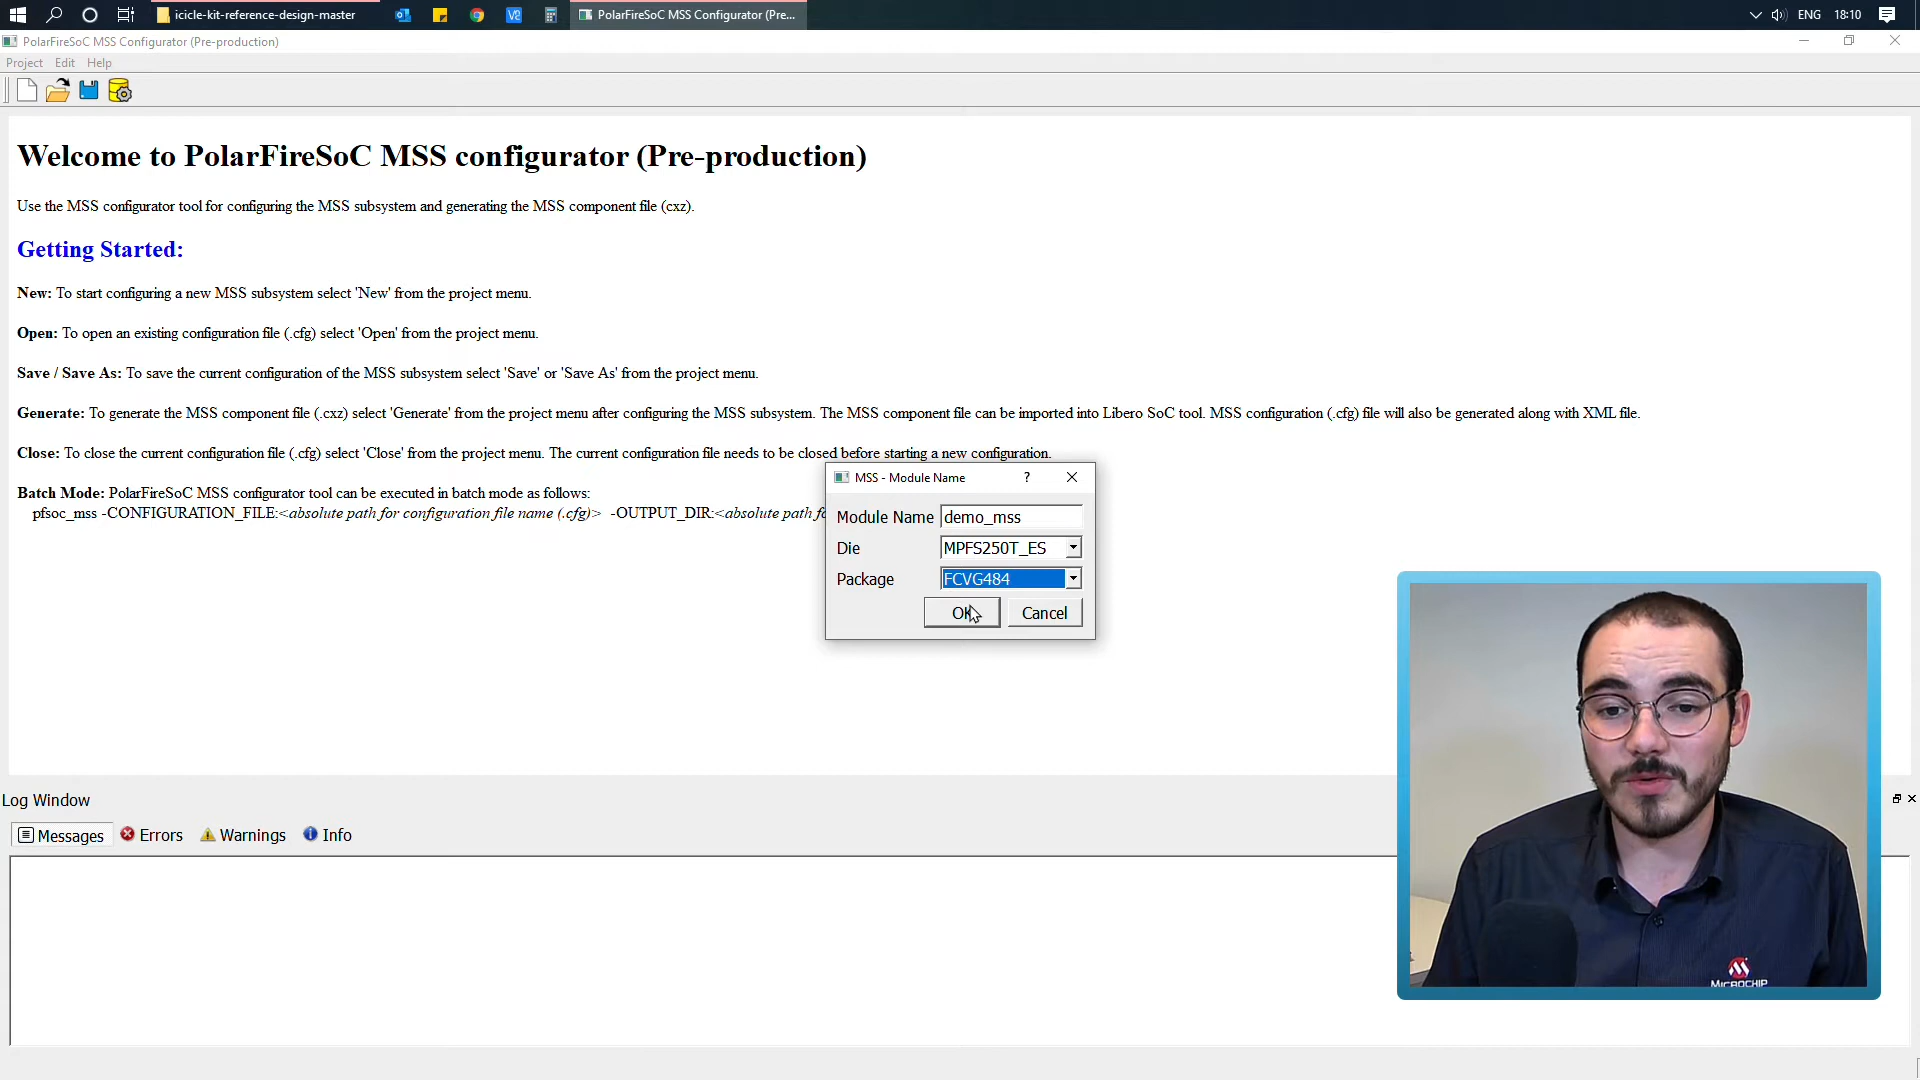 icicle-kit-reference-design-master
PolarFireSoC MSS Configurator (Pre...
ENG
18:10
PolarFireSoC MSS Configurator (Pre-production)
Project Edit Help
Welcome to PolarFireSoC MSS configurator (Pre-production)
Use the MSS configurator tool for configuring the MSS subsystem and generating the MSS component file (cxz).
Getting Started:
New: To start configuring a new MSS subsystem select 'New' from the project menu.
Open: To open an existing configuration file (.cfg) select 'Open' from the project menu.
Save / Save As: To save the current configuration of the MSS subsystem select 'Save' or 'Save As' from the project menu.
Generate: To generate the MSS component file (.cxz) select 'Generate' from the project menu after configuring the MSS subsystem. The MSS component file can be imported into Libero SoC tool. MSS configuration (.cfg) file will also be generated along with XML file.
Close: To close the current configuration file (.cfg) select 'Close' from the project menu. The current configuration file needs to be closed before starting a new configuration.
Batch Mode: PolarFireSoC MSS configurator tool can be executed in batch mode as follows:
pfsoc_mss -CONFIGURATION_FILE:<absolute path for configuration file name (.cfg)> -OUTPUT_DIR:<absolute path fo
MSS - Module Name
Module Name demo_mss
Die MPFS250T_ES
Package FCVG484
OK Cancel
Log Window
Messages Errors Warnings Info
MICROCHIP